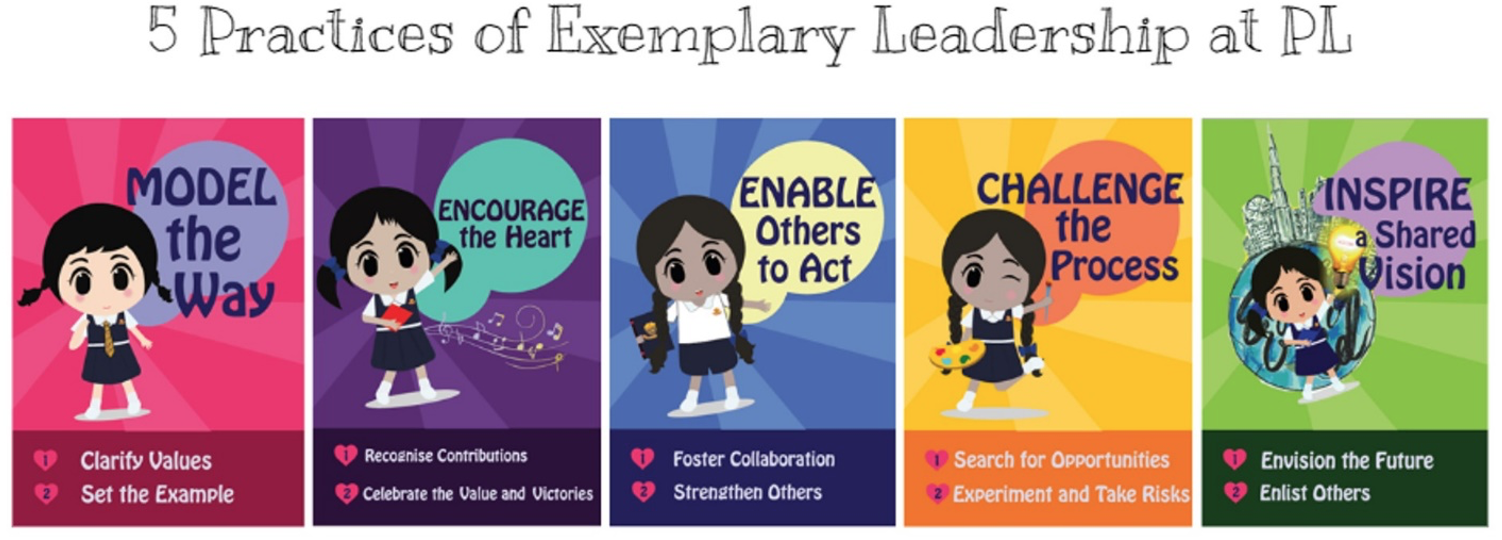 5 Practices of Exemplary Leadership at PL
MODEL
the
Way
1 Clarify Values
2 Set the Example
ENCOURAGE
the Heart
1 Recognise Contributions
2 Celebrate the Value and Victories
ENABLE
Others
to Act
1 Foster Collaboration
2 Strengthen Others
CHALLENGE
the
Process
1 Search for Opportunities
2 Experiment and Take Risks
INSPIRE
a Shared
Vision
1 Envision the Future
2 Enlist Others